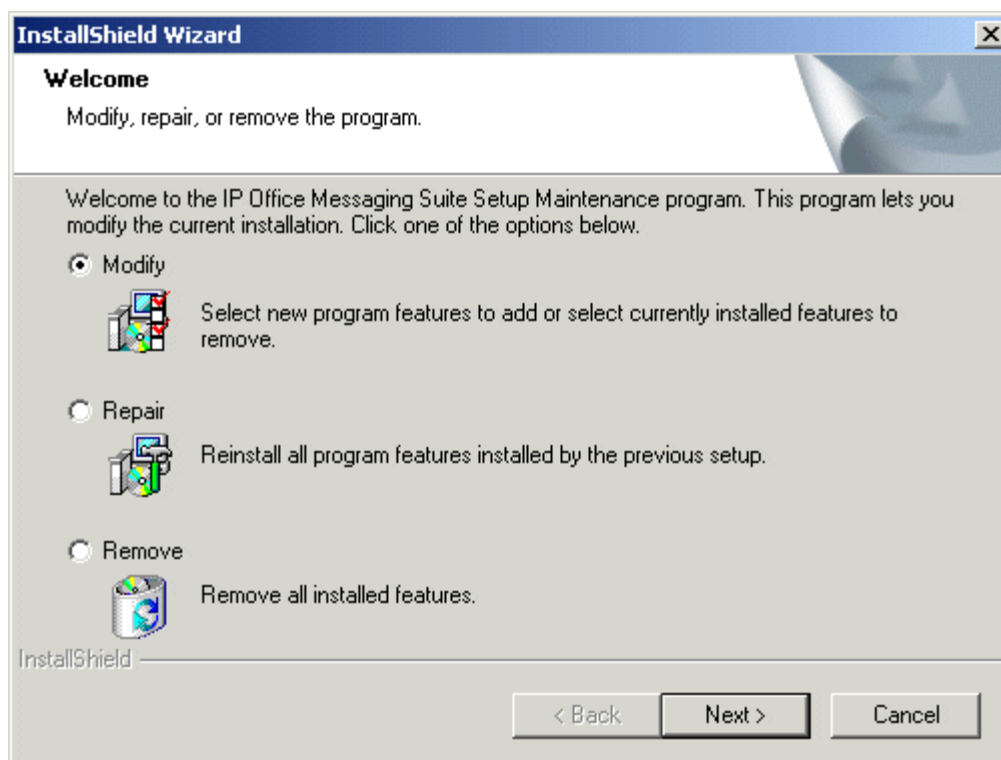 InstallShield Wizard
Welcome
Modify, repair, or remove the program.
Welcome to the IP Office Messaging Suite Setup Maintenance program. This program lets you
modify the current installation. Click one of the options below.
Modify
Select new program features to add or select currently installed features to
remove.
Repair
Reinstall all program features installed by the previous setup.
Remove
Remove all installed features.
InstallShield
< Back
Next >
Cancel